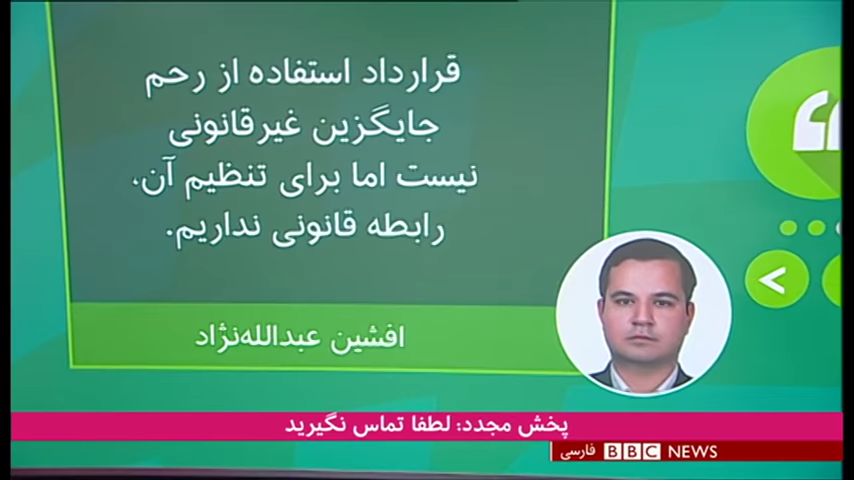 قرارداد استفاده از رحم
جایگزین غیرقانونی
نیست اما برای تنظیم آن،
رابطه قانونی نداریم.
افشین عبدالله‌نژاد
پخش مجدد: لطفا تماس نگیرید
BBC NEWS فارسی